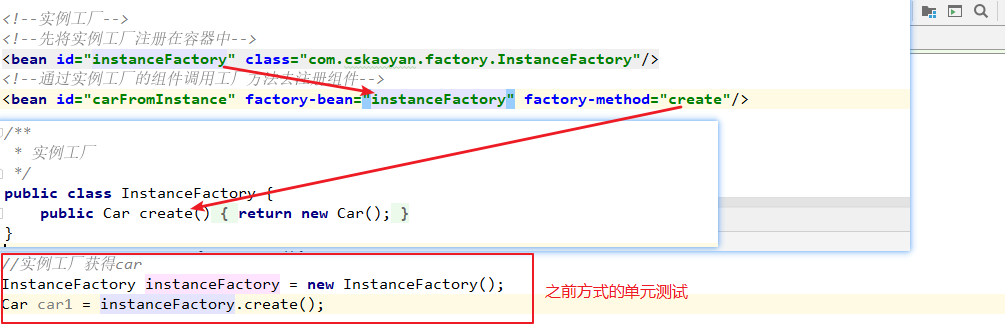 <!--实例工厂-->
<!--先将实例工厂注册在容器中-->
<bean id="instanceFactory" class="com.cskaoyan.factory.InstanceFactory"/>
<!--通过实例工厂的组件调用工厂方法去注册组件-->
<bean id="carFromInstance" factory-bean="instanceFactory" factory-method="create"/>
/**
 * 实例工厂
 */
public class InstanceFactory {
    public Car create() { return new Car(); }
}
//实例工厂获得car
InstanceFactory instanceFactory = new InstanceFactory();
Car car1 = instanceFactory.create();
之前方式的单元测试